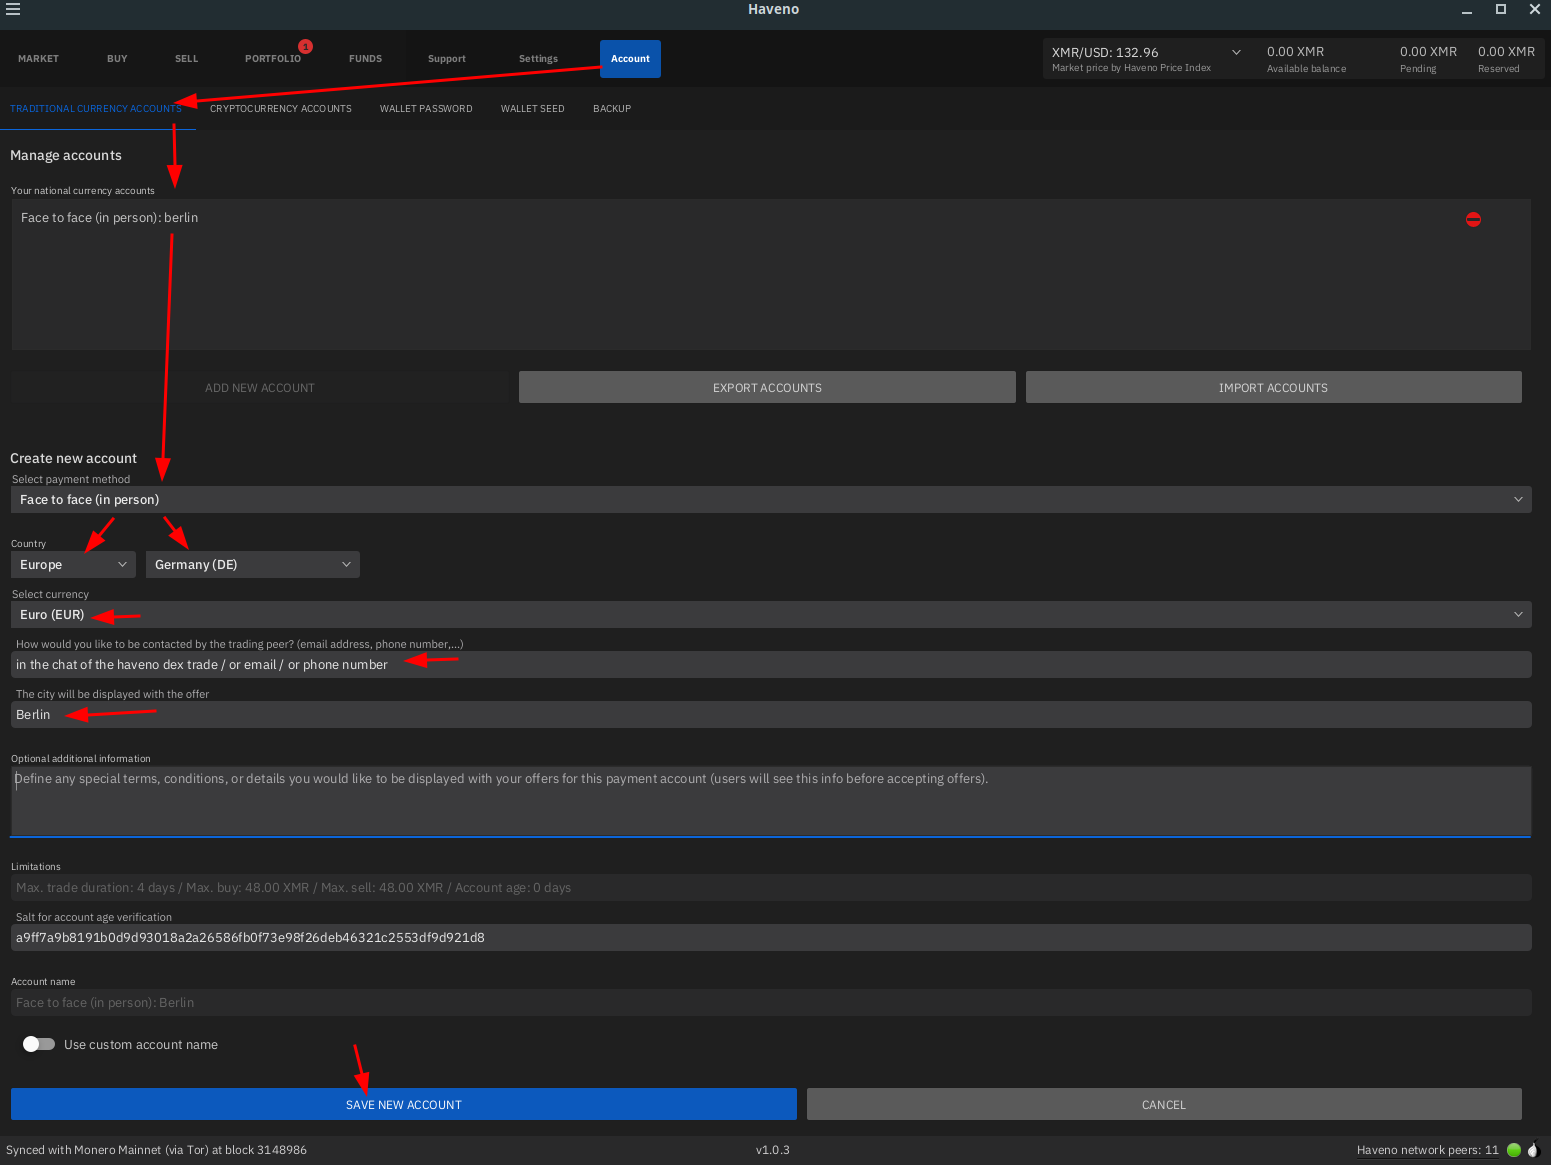 Haveno
MARKET BUY SELL PORTFOLIO 1 FUNDS Support Settings Account
XMR/USD: 132.96 0.00 XMR 0.00 XMR 0.00 XMR
Market price by Haveno Price Index Available balance Pending Reserved
TRADITIONAL CURRENCY ACCOUNTS CRYPTOCURRENCY ACCOUNTS WALLET PASSWORD WALLET SEED BACKUP
Manage accounts
Your national currency accounts
Face to face (in person): berlin
ADD NEW ACCOUNT EXPORT ACCOUNTS IMPORT ACCOUNTS
Create new account
Select payment method
Face to face (in person)
Country
Europe Germany (DE)
Select currency
Euro (EUR)
How would you like to be contacted by the trading peer? (email address, phone number,...)
in the chat of the haveno dex trade / or email / or phone number
The city will be displayed with the offer
Berlin
Optional additional information
Define any special terms, conditions, or details you would like to be displayed with your offers for this payment account (users will see this info before accepting offers).
Limitations
Max. trade duration: 4 days / Max. buy: 48.00 XMR / Max. sell: 48.00 XMR / Account age: 0 days
Salt for account age verification
a9ff7a9b8191b0d9d93018a2a26586fb0f73e98f26deb46321c2553df9d921d8
Account name
Face to face (in person): Berlin
Use custom account name
SAVE NEW ACCOUNT CANCEL
Synced with Monero Mainnet (via Tor) at block 3148986 v1.0.3 Haveno network peers: 11